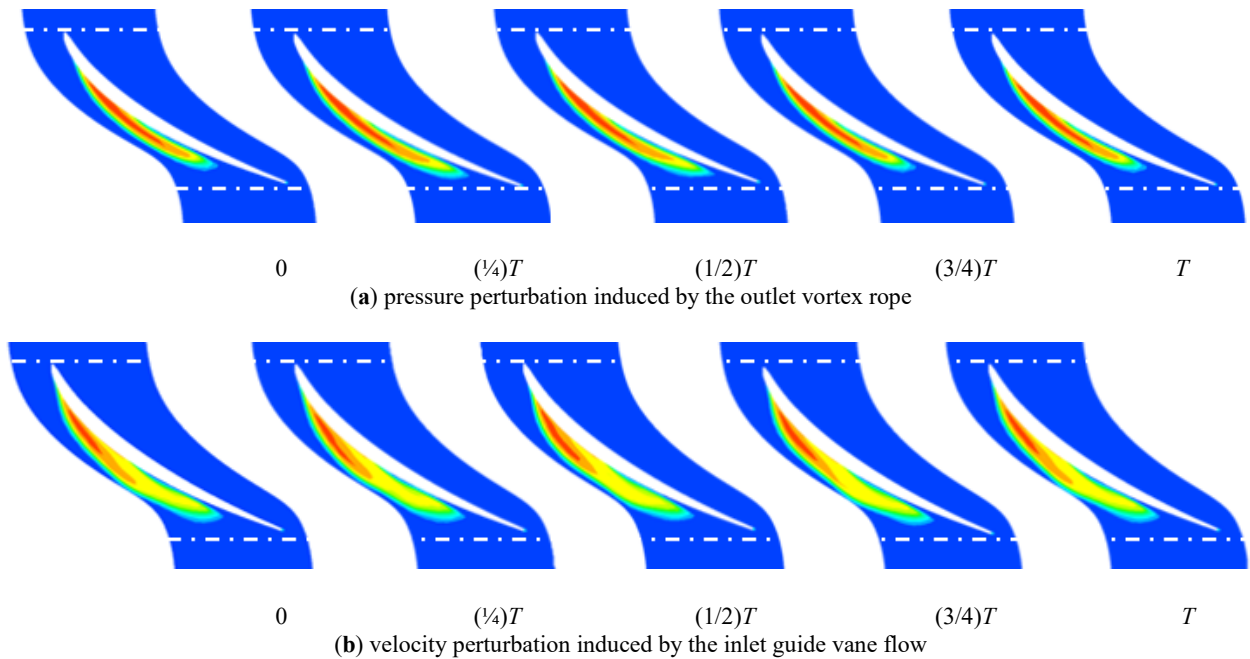 0 (¼)T (1/2)T (3/4)T T
(a) pressure perturbation induced by the outlet vortex rope
0 (¼)T (1/2)T (3/4)T T
(b) velocity perturbation induced by the inlet guide vane flow